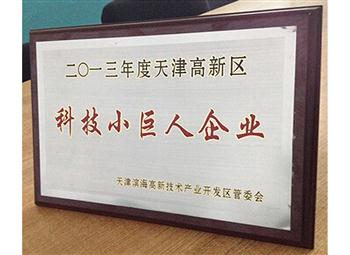 二〇一三年度天津高新区
科技小巨人企业
天津滨海高新技术产业开发区管委会